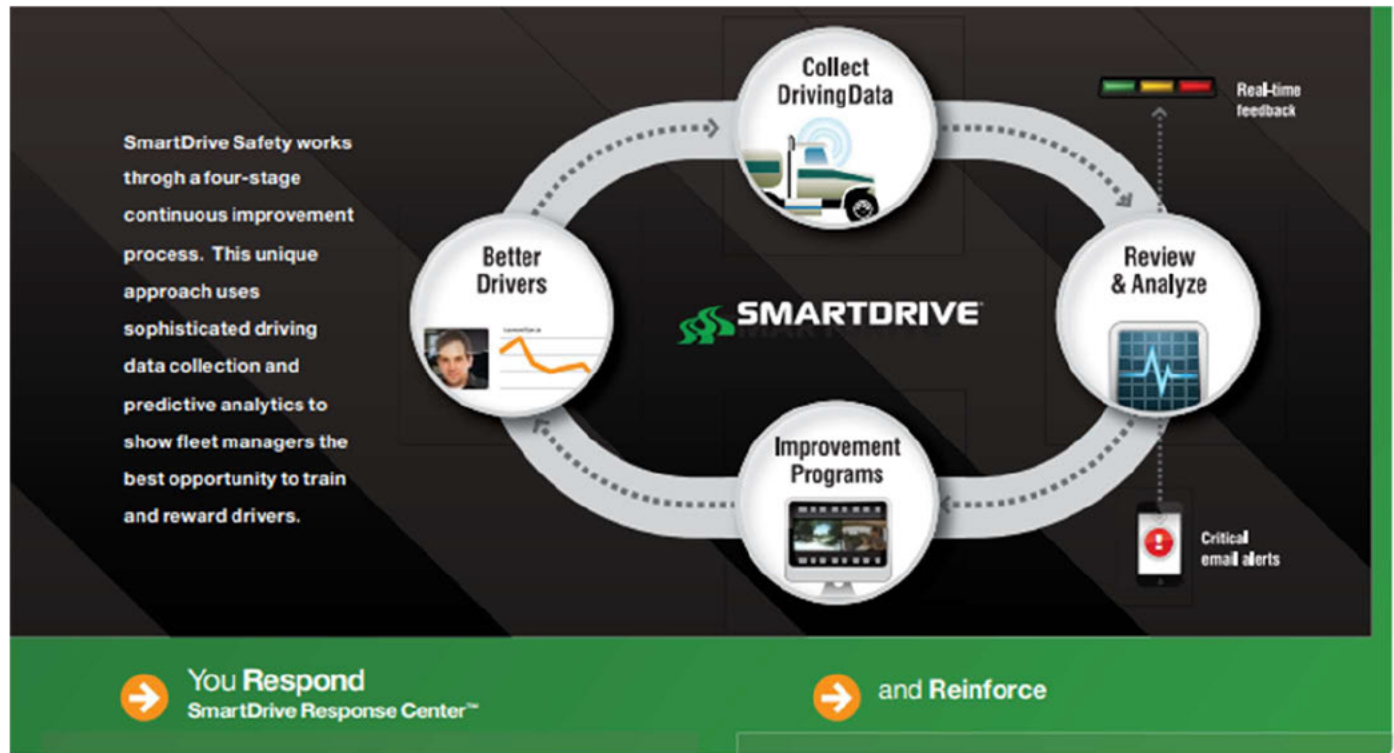 SmartDrive Safety works
throgh a four-stage
continuous improvement
process. This unique
approach uses
sophisticated driving
data collection and
predictive analytics to
show fleet managers the
best opportunity to train
and reward drivers.
Collect
Driving Data
Real-time
feedback
Better
Drivers
SMARTDRIVE
Review
& Analyze
Improvement
Programs
Critical
email alerts
You Respond
SmartDrive Response Center™
and Reinforce